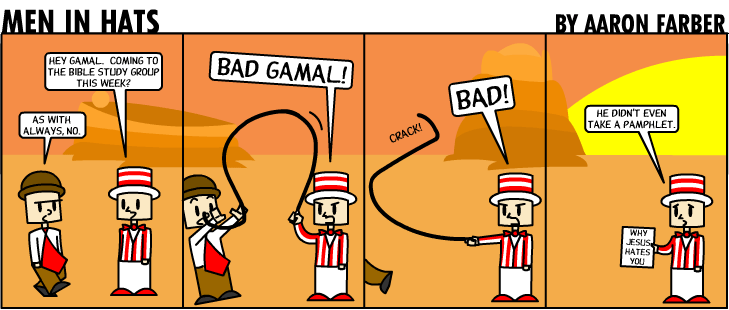 MEN IN HATS
BY AARON FARBER
HEY GAMAL. COMING TO
THE BIBLE STUDY GROUP
THIS WEEK?
AS WITH
ALWAYS, NO.
BAD GAMAL!
CRACK!
BAD!
HE DIDN'T EVEN
TAKE A PAMPHLET.
WHY
JESUS
HATES
YOU